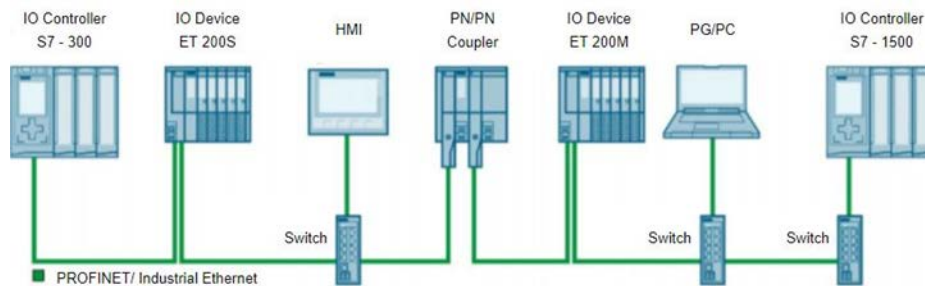 IO Controller
S7 - 300
IO Device
ET 200S
HMI
PN/PN
Coupler
IO Device
ET 200M
PG/PC
IO Controller
S7 - 1500
Switch
Switch
Switch
PROFINET/ Industrial Ethernet